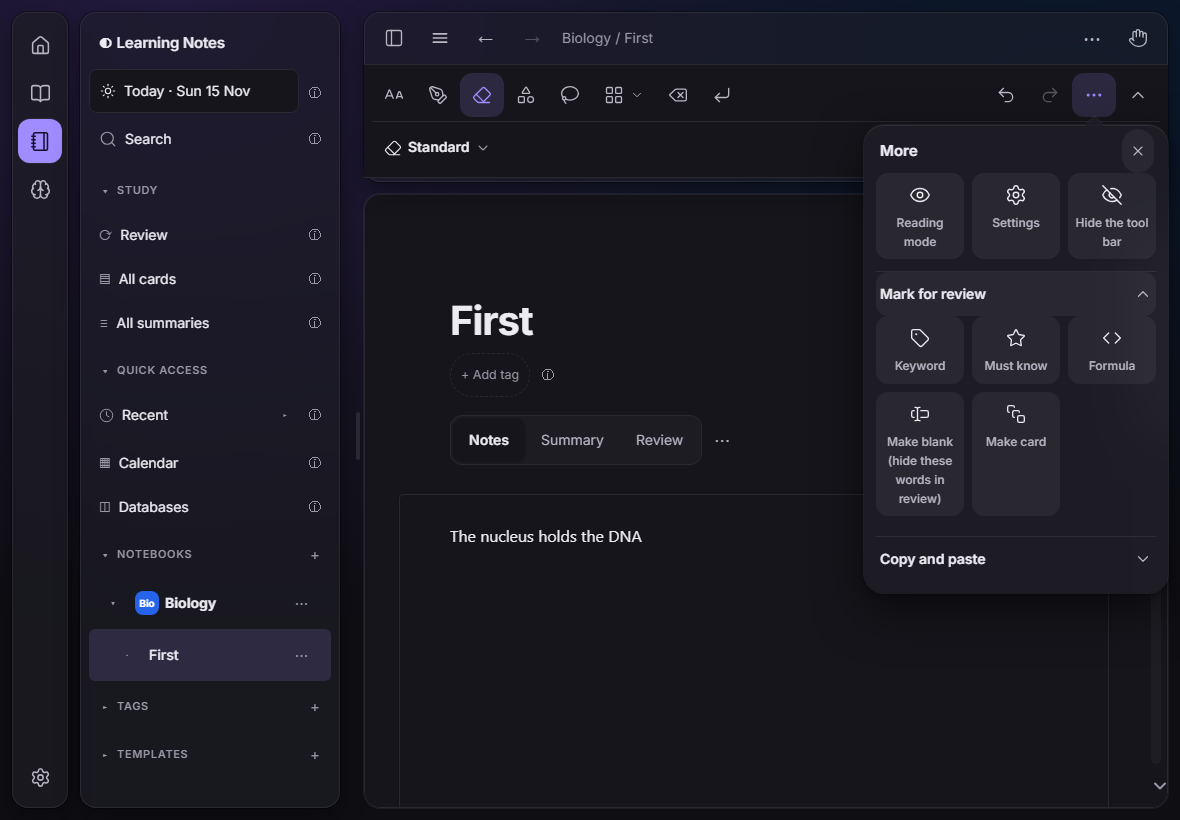 Learning Notes
Today · Sun 15 Nov
Search
STUDY
Review
All cards
All summaries
QUICK ACCESS
Recent
Calendar
Databases
NOTEBOOKS
Bio Biology
First
TAGS
TEMPLATES
Biology / First
AA
Standard
First
+ Add tag
Notes Summary Review
The nucleus holds the DNA
More
Reading
mode
Settings
Hide the tool
bar
Mark for review
Keyword
Must know
Formula
Make blank
(hide these
words in
review)
Make card
Copy and paste